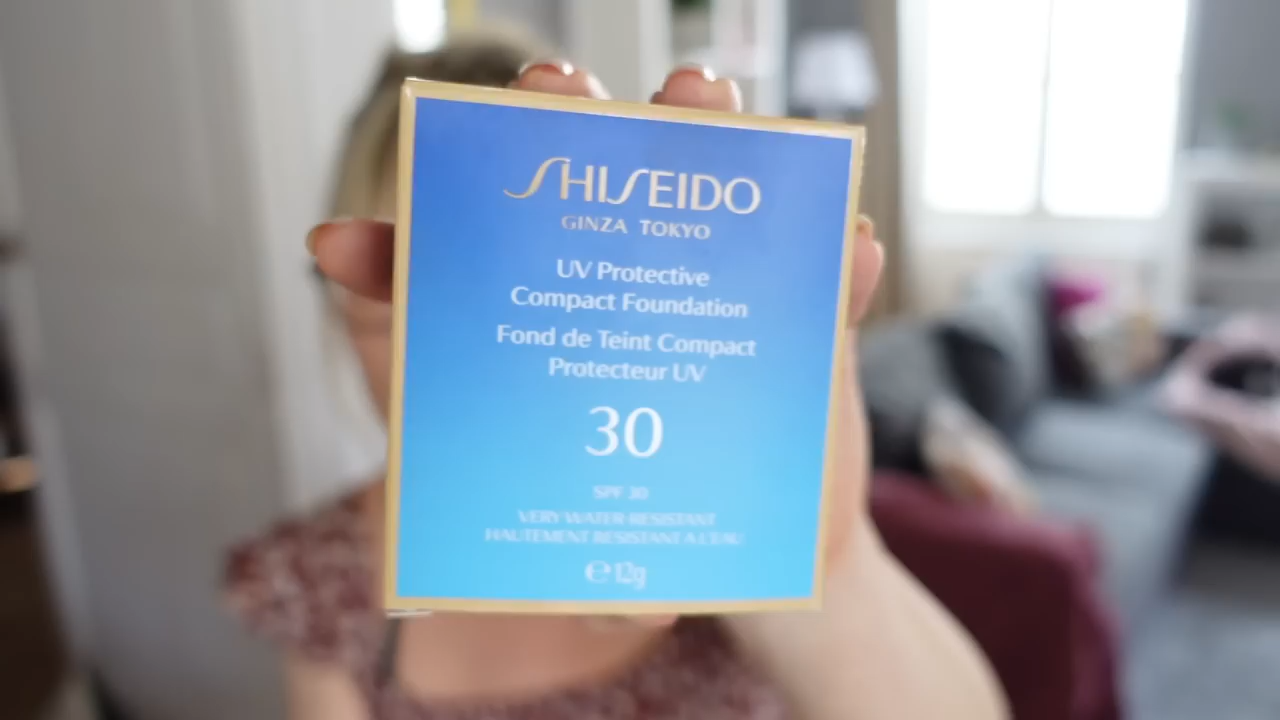 SHISEIDO
GINZA TOKYO
UV Protective
Compact Foundation
Fond de Teint Compact
Protecteur UV
30
SPF 30
VERY WATER-RESISTANT
HAUTEMENT RESISTANT A L'EAU
℮ 12g